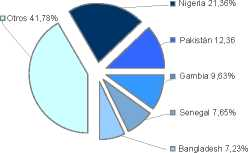 Nigeria 21,36%
Otros 41,78%
Pakistán 12,36
Gambia 9,63%
Senegal 7,65%
Bangladesh 7,23%